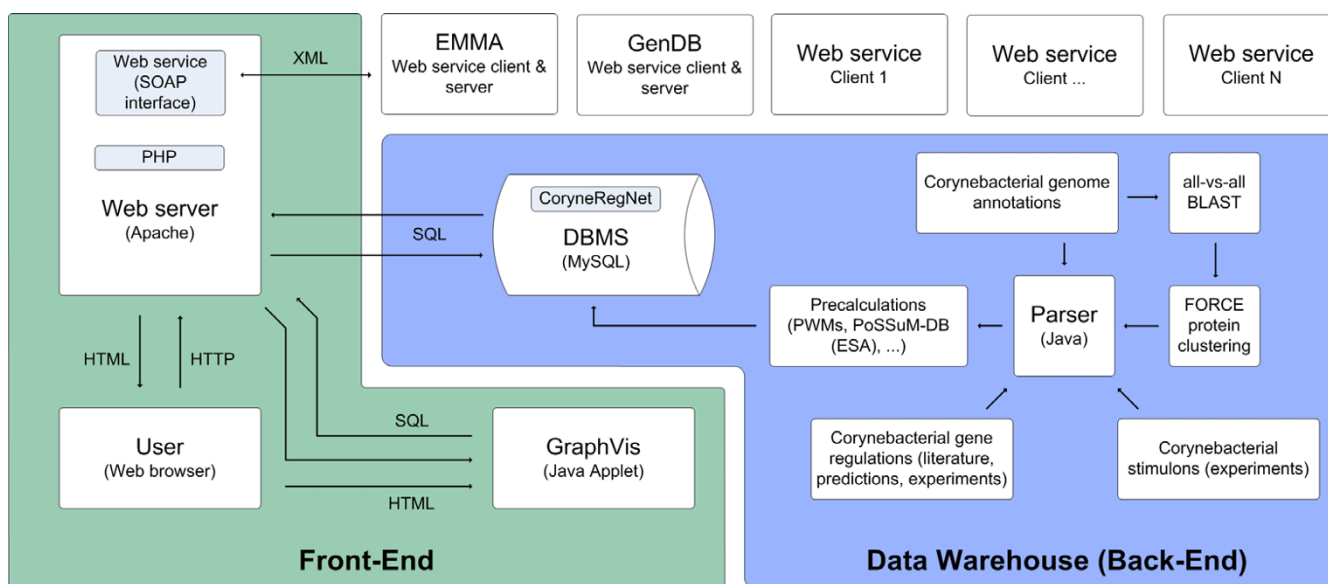 Web service
(SOAP
interface)
PHP
Web server
(Apache)
XML
EMMA
Web service client &
server
GenDB
Web service client &
server
Web service
Client 1
Web service
Client ...
Web service
Client N
SQL
CoryneRegNet
DBMS
(MySQL)
Corynebacterial genome
annotations
all-vs-all
BLAST
Precalculations
(PWMs, PoSSuM-DB
(ESA), ...)
Parser
(Java)
FORCE
protein
clustering
HTML
HTTP
User
(Web browser)
SQL
HTML
GraphVis
(Java Applet)
Corynebacterial gene
regulations (literature,
predictions, experiments)
Corynebacterial
stimulons (experiments)
Front-End
Data Warehouse (Back-End)